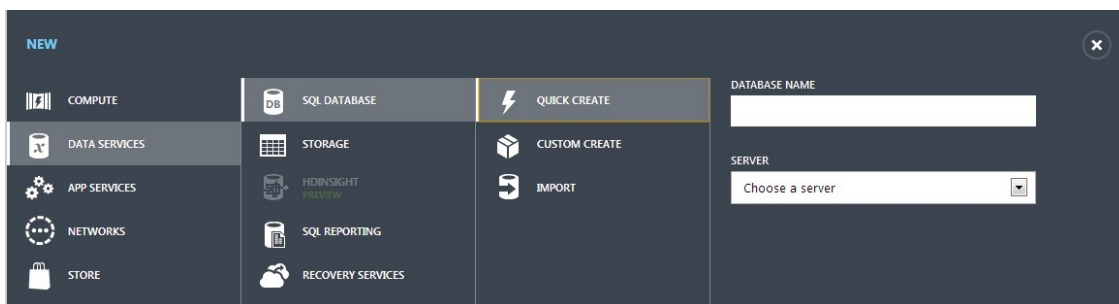 NEW
COMPUTE
DATA SERVICES
APP SERVICES
NETWORKS
STORE
DB
SQL DATABASE
STORAGE
HDINSIGHT
PREVIEW
SQL REPORTING
RECOVERY SERVICES
QUICK CREATE
CUSTOM CREATE
IMPORT
DATABASE NAME
SERVER
Choose a server